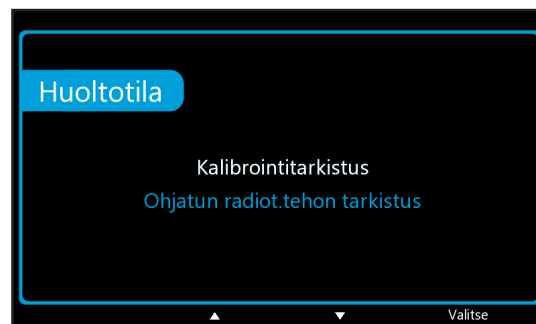 Huoltotila
Kalibrointitarkistus
Ohjatun radiot.tehon tarkistus
Valitse